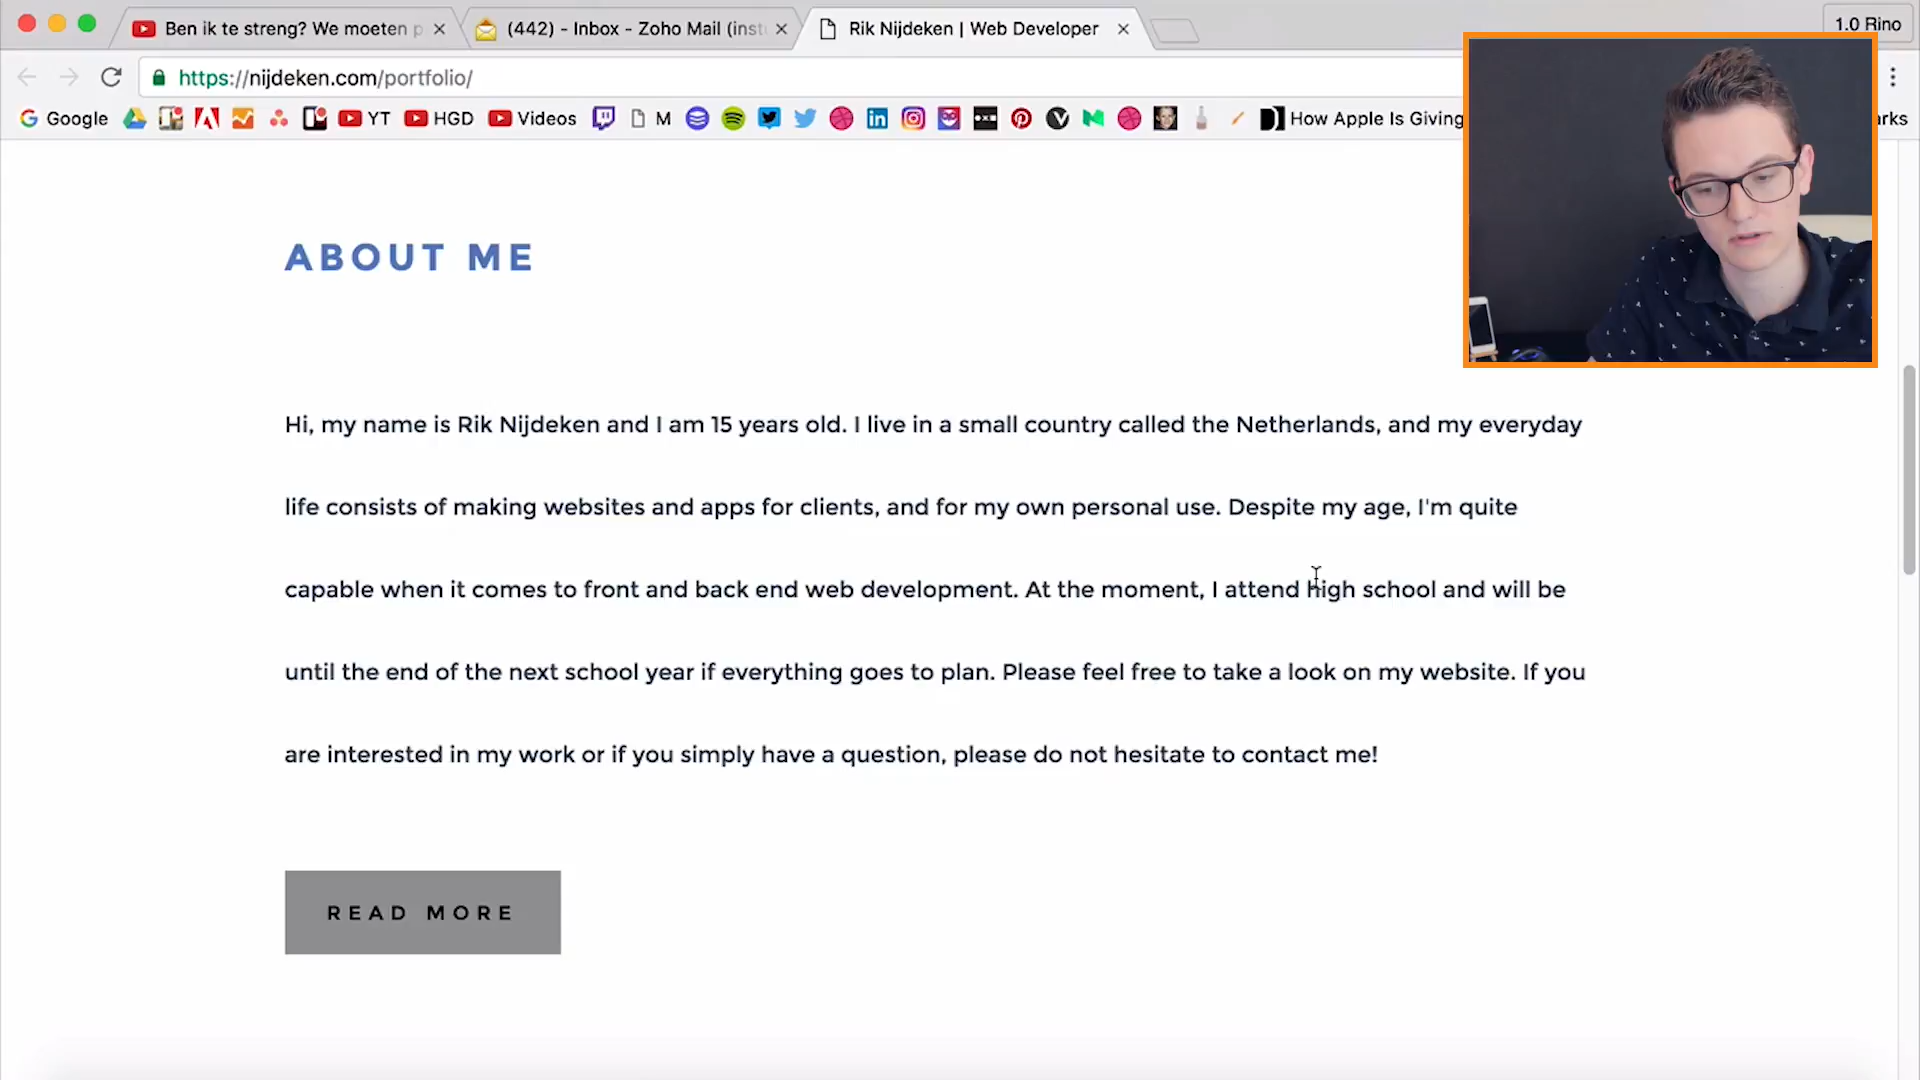 Ben ik te streng? We moeten p
(442) - Inbox - Zoho Mail (inst
Rik Nijdeken | Web Developer
1.0 Rino
https://nijdeken.com/portfolio/
Google
YT
HGD
Videos
M
How Apple Is Giving
arks
ABOUT ME
Hi, my name is Rik Nijdeken and I am 15 years old. I live in a small country called the Netherlands, and my everyday
life consists of making websites and apps for clients, and for my own personal use. Despite my age, I'm quite
capable when it comes to front and back end web development. At the moment, I attend high school and will be
until the end of the next school year if everything goes to plan. Please feel free to take a look on my website. If you
are interested in my work or if you simply have a question, please do not hesitate to contact me!
READ MORE